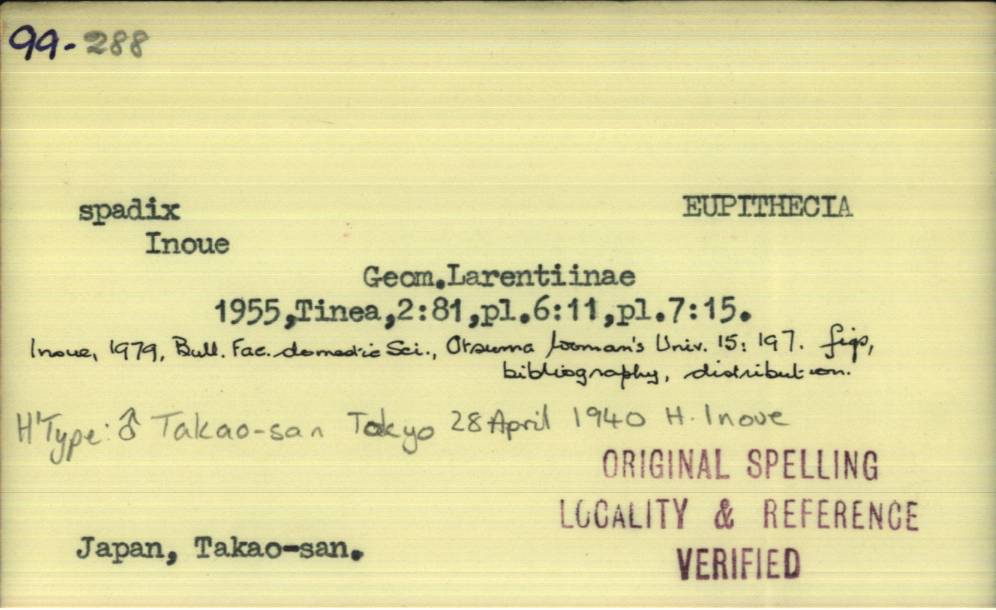 99-288
spadix EUPITHECIA
Inoue
Geom.Larentiinae
1955,Tinea,2:81,pl.6:11,pl.7:15.
Inoue, 1979, Bull. Fac. domestic Sci., Otsuma Woman's Univ. 15: 197. figs,
bibliography, distribution.
H'Type: ♂ Takao-san Tokyo 28 April 1940 H. Inoue
ORIGINAL SPELLING
LOCALITY & REFERENCE
VERIFIED
Japan, Takao-san.